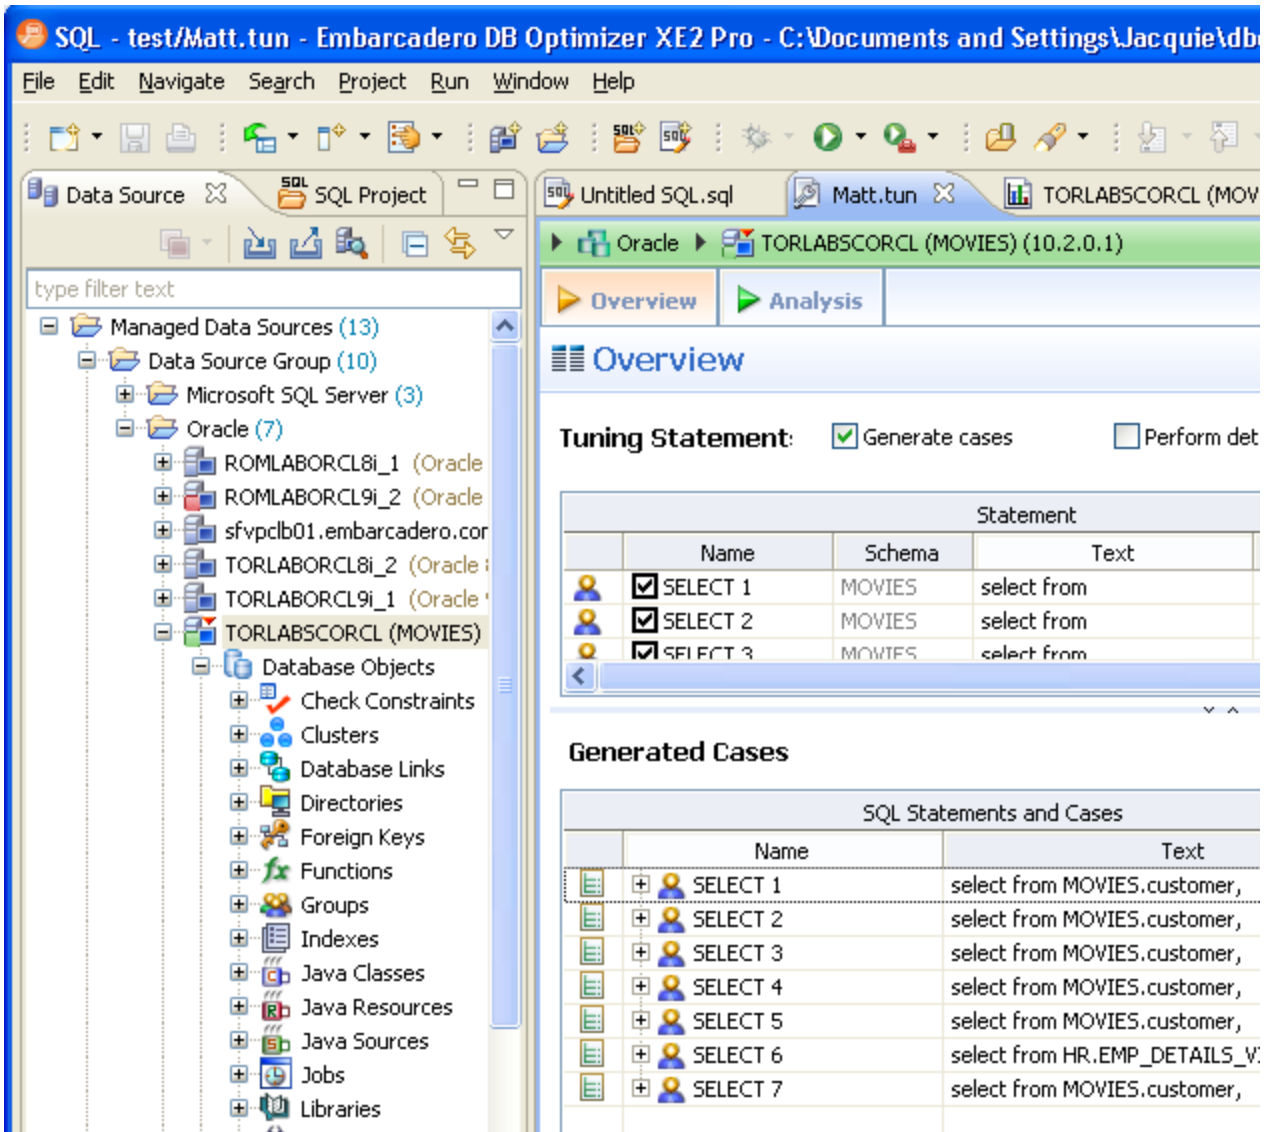 SQL - test/Matt.tun - Embarcadero DB Optimizer XE2 Pro - C:\Documents and Settings\Jacquie\db
File Edit Navigate Search Project Run Window Help
Data Source SQL Project
type filter text
Managed Data Sources (13)
Data Source Group (10)
Microsoft SQL Server (3)
Oracle (7)
ROMLABORCL8i_1 (Oracle
ROMLABORCL9i_2 (Oracle
sfvpclb01.embarcadero.cor
TORLABORCL8i_2 (Oracle
TORLABORCL9i_1 (Oracle
TORLABSCORCL (MOVIES)
Database Objects
Check Constraints
Clusters
Database Links
Directories
Foreign Keys
Functions
Groups
Indexes
Java Classes
Java Resources
Java Sources
Jobs
Libraries
Untitled SQL.sql Matt.tun TORLABSCORCL (MOV
Oracle TORLABSCORCL (MOVIES) (10.2.0.1)
Overview Analysis
Overview
Tuning Statement: Generate cases Perform det
Statement
Name Schema Text
SELECT 1 MOVIES select from
SELECT 2 MOVIES select from
SELECT 3 MOVIES select from
Generated Cases
SQL Statements and Cases
Name Text
SELECT 1 select from MOVIES.customer,
SELECT 2 select from MOVIES.customer,
SELECT 3 select from MOVIES.customer,
SELECT 4 select from MOVIES.customer,
SELECT 5 select from MOVIES.customer,
SELECT 6 select from HR.EMP_DETAILS_V
SELECT 7 select from MOVIES.customer,